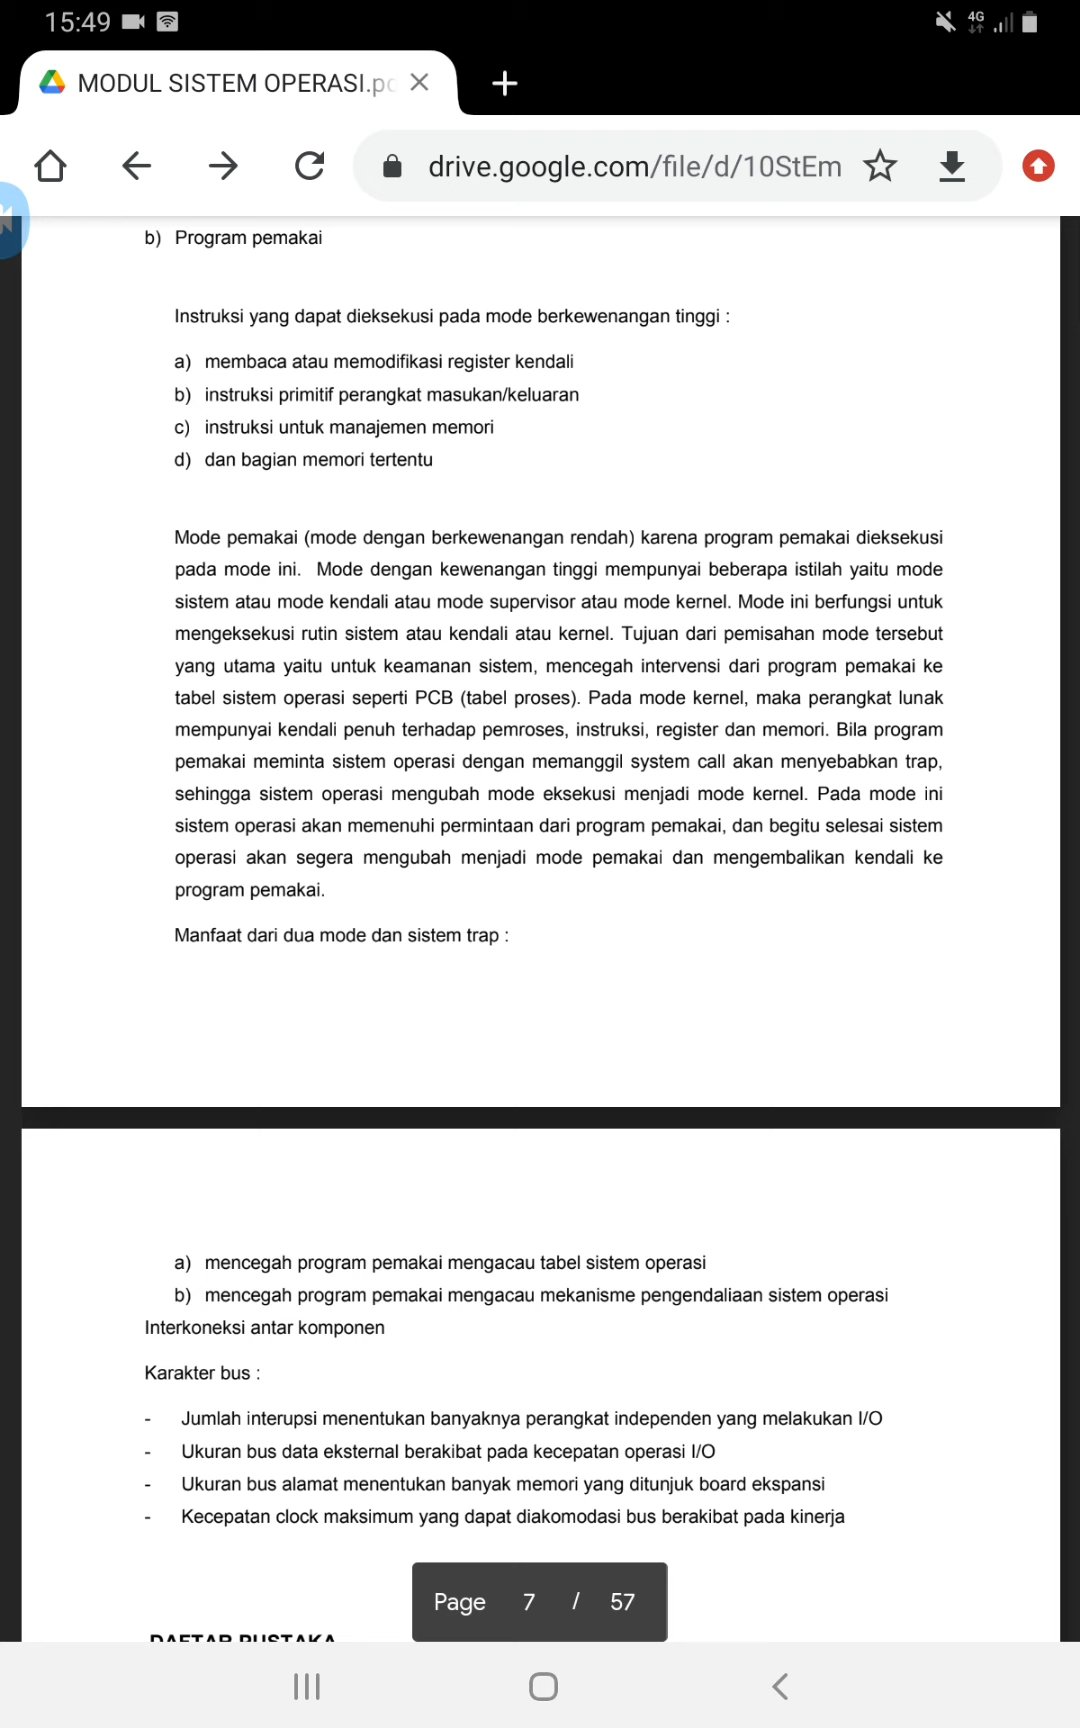 15:49
4G
MODUL SISTEM OPERASI.pd
drive.google.com/file/d/10StEm
b) Program pemakai
Instruksi yang dapat dieksekusi pada mode berkewenangan tinggi :
a) membaca atau memodifikasi register kendali
b) instruksi primitif perangkat masukan/keluaran
c) instruksi untuk manajemen memori
d) dan bagian memori tertentu
Mode pemakai (mode dengan berkewenangan rendah) karena program pemakai dieksekusi
pada mode ini. Mode dengan kewenangan tinggi mempunyai beberapa istilah yaitu mode
sistem atau mode kendali atau mode supervisor atau mode kernel. Mode ini berfungsi untuk
mengeksekusi rutin sistem atau kendali atau kernel. Tujuan dari pemisahan mode tersebut
yang utama yaitu untuk keamanan sistem, mencegah intervensi dari program pemakai ke
tabel sistem operasi seperti PCB (tabel proses). Pada mode kernel, maka perangkat lunak
mempunyai kendali penuh terhadap pemroses, instruksi, register dan memori. Bila program
pemakai meminta sistem operasi dengan memanggil system call akan menyebabkan trap,
sehingga sistem operasi mengubah mode eksekusi menjadi mode kernel. Pada mode ini
sistem operasi akan memenuhi permintaan dari program pemakai, dan begitu selesai sistem
operasi akan segera mengubah menjadi mode pemakai dan mengembalikan kendali ke
program pemakai.
Manfaat dari dua mode dan sistem trap :
a) mencegah program pemakai mengacau tabel sistem operasi
b) mencegah program pemakai mengacau mekanisme pengendaliaan sistem operasi
Interkoneksi antar komponen
Karakter bus :
- Jumlah interupsi menentukan banyaknya perangkat independen yang melakukan I/O
- Ukuran bus data eksternal berakibat pada kecepatan operasi I/O
- Ukuran bus alamat menentukan banyak memori yang ditunjuk board ekspansi
- Kecepatan clock maksimum yang dapat diakomodasi bus berakibat pada kinerja
Page 7 / 57
DAFTAR PUSTAKA